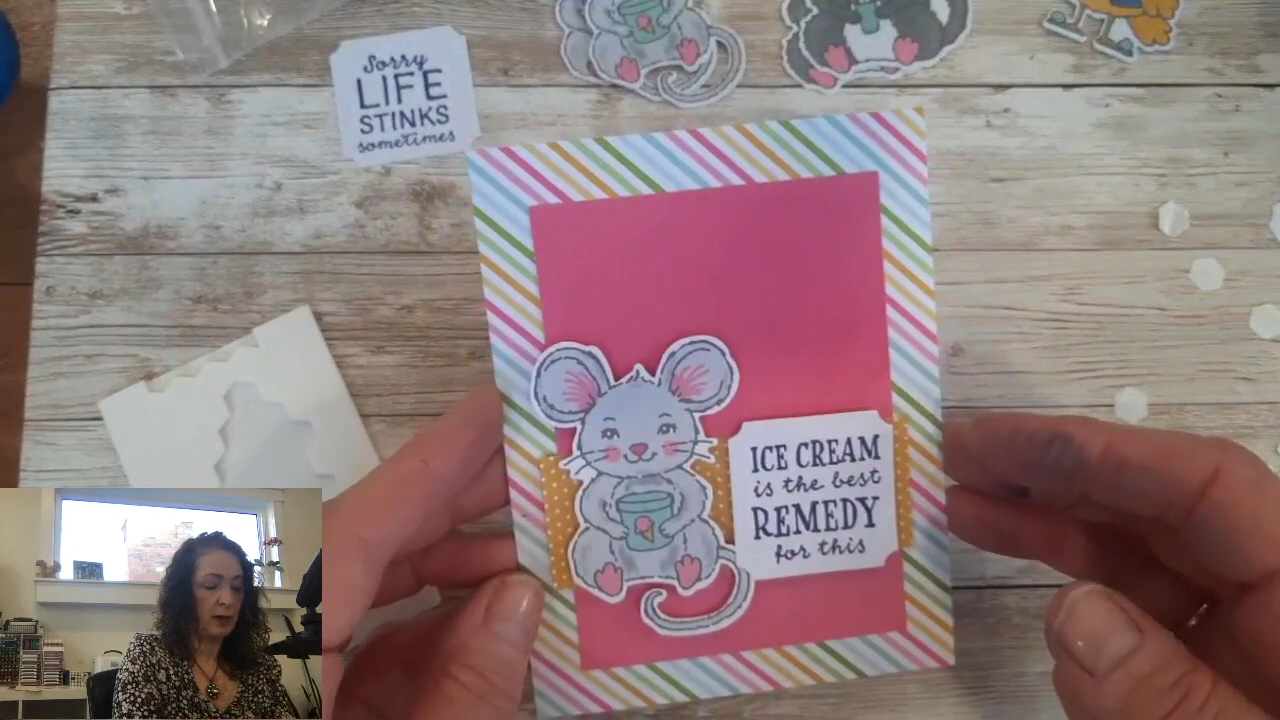 Sorry
LIFE
STINKS
sometimes
ICE CREAM
is the best
REMEDY
for this